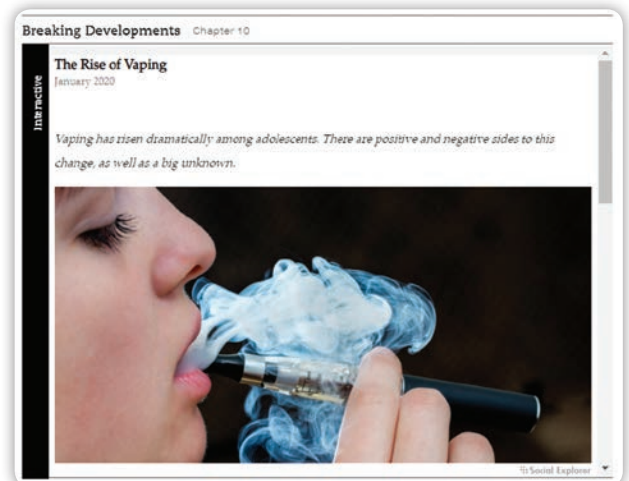 Breaking Developments Chapter 10
Interactive
The Rise of Vaping
January 2020
Vaping has risen dramatically among adolescents. There are positive and negative sides to this
change, as well as a big unknown.
Social Explorer